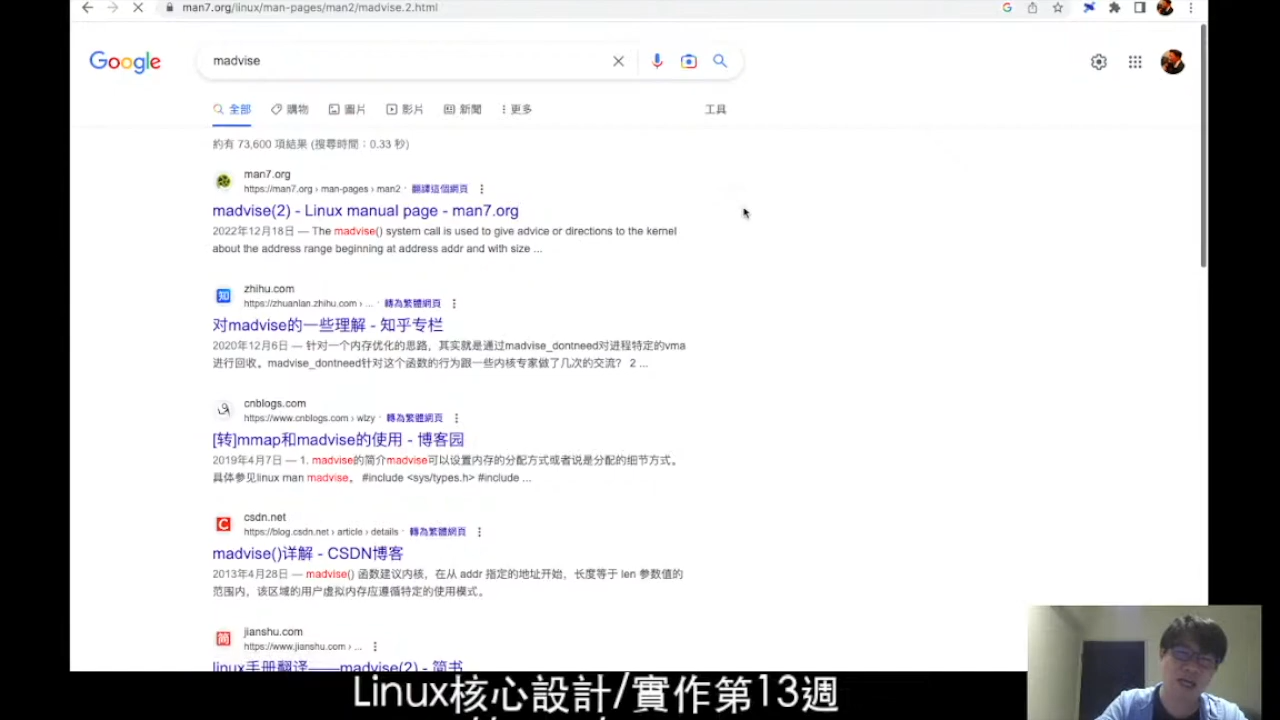 man7.org/linux/man-pages/man2/madvise.2.html
Google
madvise
全部 購物 圖片 影片 新聞 更多 工具
約有 73,600 項結果 (搜尋時間：0.33 秒)
man7.org
https://man7.org › man-pages › man2 · 翻譯這個網頁
madvise(2) - Linux manual page - man7.org
2022年12月18日 — The madvise() system call is used to give advice or directions to the kernel
about the address range beginning at address addr and with size ...
知 zhihu.com
https://zhuanlan.zhihu.com › ... · 轉為繁體網頁
对madvise的一些理解 - 知乎专栏
2020年12月6日 — 针对一个内存优化的思路，其实就是通过madvise_dontneed对进程特定的vma
进行回收。madvise_dontneed针对这个函数的行为跟一些内核专家做了几次的交流？ 2 ...
cnblogs.com
https://www.cnblogs.com › wlzy · 轉為繁體網頁
[转]mmap和madvise的使用 - 博客园
2019年4月7日 — 1. madvise的简介madvise可以设置内存的分配方式或者说是分配的细节方式。
具体参见linux man madvise。 #include <sys/types.h> #include ...
C csdn.net
https://blog.csdn.net › article › details · 轉為繁體網頁
madvise()详解 - CSDN博客
2013年4月28日 — madvise() 函数建议内核，在从 addr 指定的地址开始，长度等于 len 参数值的
范围内，该区域的用户虚拟内存应遵循特定的使用模式。
简 jianshu.com
https://www.jianshu.com › ...
linux手册翻译——madvise(2) - 简书
Linux核心設計/實作第13週